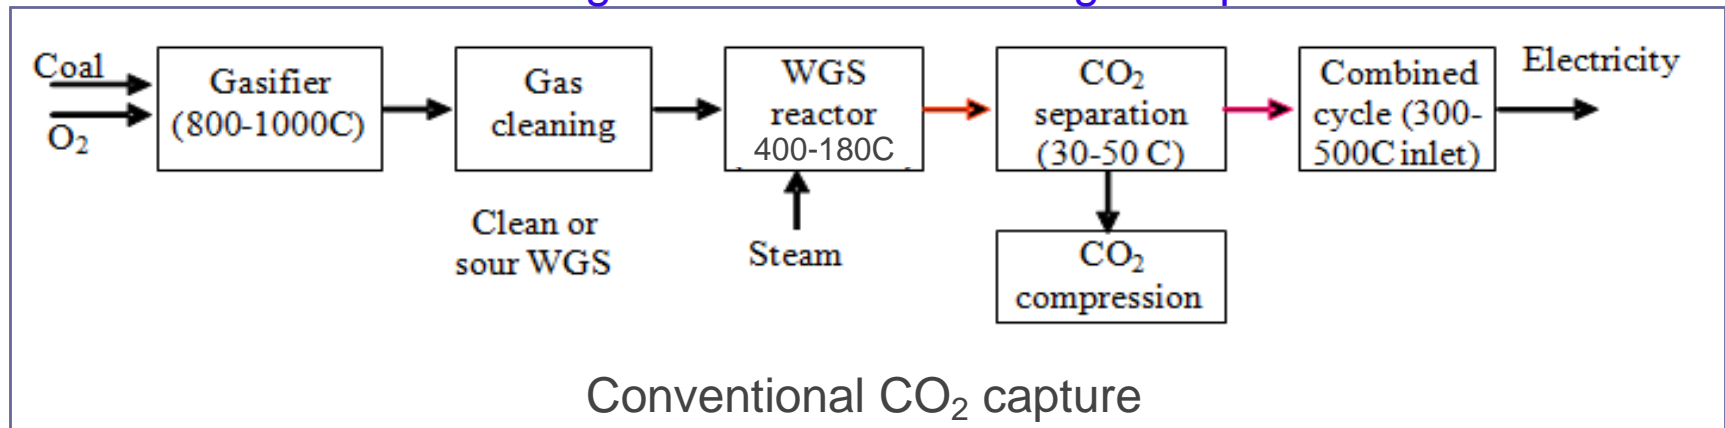 Coal
O₂
Gasifier
(800-1000C)
Gas
cleaning
Clean or
sour WGS
WGS
reactor
400-180C
Steam
CO₂
separation
(30-50 C)
CO₂
compression
Combined
cycle (300-
500C inlet)
Electricity
Conventional CO₂ capture